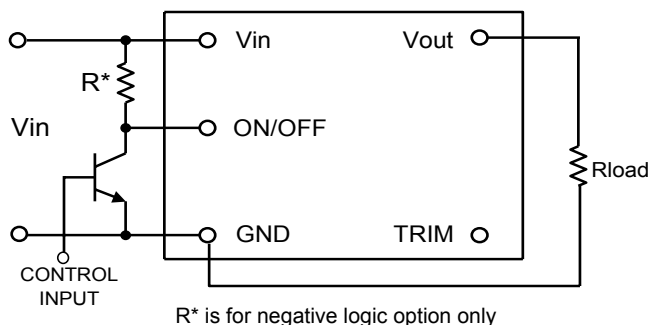 Vin
Vout
R*
Vin
ON/OFF
Rload
GND
TRIM
CONTROL
INPUT
R* is for negative logic option only